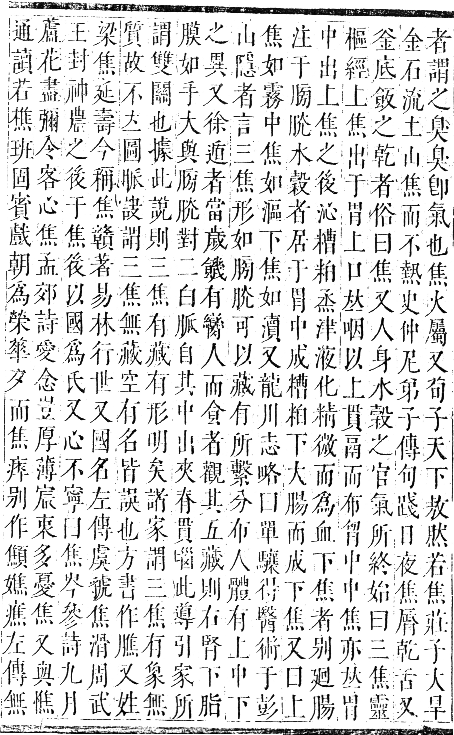 者謂之臭臭卽氣也焦火屬又荀子天下敖然若焦莊子大旱
金石流土山焦而不熱史仲尼弟子傳句踐日夜焦脣乾舌又
釜底斂之乾者俗曰焦又人身水穀之官氣所終始曰三焦靈
樞經上焦出于胃上口𠀤咽以上貫鬲而布胷中中焦亦𠀤胃
中出上焦之後沁糟粕烝津液化精微而爲血下焦者别廻腸
注于膀胱水穀者居于胃中成糟粕下大腸而成下焦又曰上
焦如霧中焦如漚下焦如瀆又龍川志略曰單驤得醫術于彭
山隱者言三焦形如膀胱可以藏有所繫分布人體有上中下
之異又徐遁者當歲饑有臠人而食者觀其五藏則右腎下脂
膜如手大與膀胱對二白脈自其中出夾脊貫腦此導引家所
謂雙關也據此說則三焦有藏有形明矣諸家謂三焦有象無
質故不𠀤圖脈訣謂三焦無藏空有名皆誤也方書作膲又姓
梁焦延壽今稱焦贛著易林行世又國名左傳虞虢焦滑周武
王封神農之後于焦後以國爲氏又心不寧曰焦岑參詩九月
蘆花盡彌令客心焦孟郊詩愛念豈厚薄宸衷多憂焦又與憔
通讀若樵班固賓戲朝爲榮華夕而焦瘁别作顦嫶癄左傳無